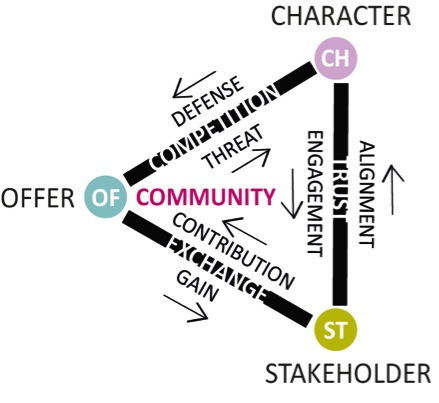 CHARACTER
CH
DEFENSE
COMPETITION
THREAT
ENGAGEMENT
TRUST
ALIGNMENT
OFFER
OF
COMMUNITY
CONTRIBUTION
EXCHANGE
GAIN
ST
STAKEHOLDER